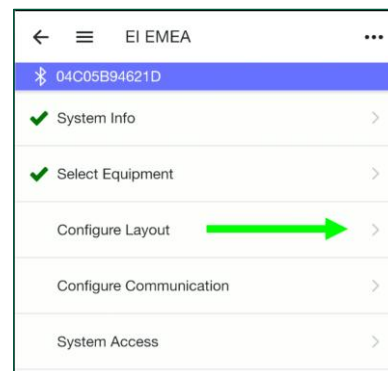 EI EMEA
04C05B94621D
System Info
Select Equipment
Configure Layout
Configure Communication
System Access